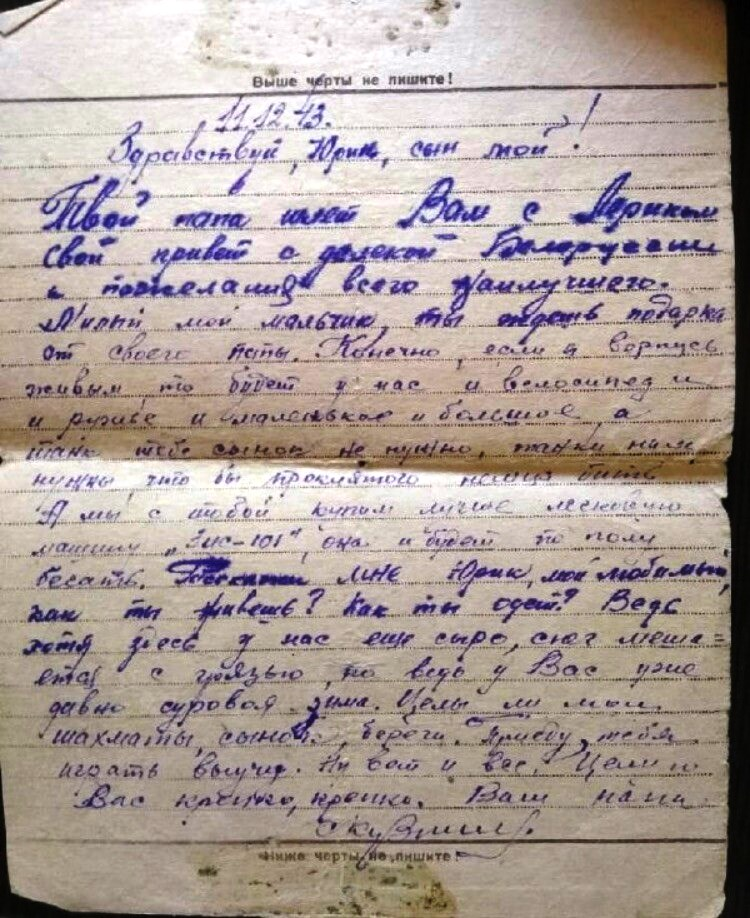 Выше черты не пишите!
11.12.43.
Здравствуй, Юрик, сын мой!
Твой папа шлет Вам с Лериком
свой привет с далекой Белоруссии
и пожелания всего наилучшего.
Милый мой мальчик, ты ждешь подарка
от своего папы. Конечно, если я вернусь
живым, то будет у нас и велосипед и
и ружье и маленькое и большое, а
танк тебе сынок не нужно, танки нам
нужны, что бы проклятого немца бить.
А мы с тобой купим лучше легковую
машину „Зис-101", она и будет по полу
бегать. мне Юрик, мой любимый,
как ты живешь? Как ты одет? Ведь
хотя здесь у нас еще сыро, снег меша=
ется с грязью, но ведь у Вас уже
давно суровая зима. Целы ли мои
шахматы, сынок, береги. Приеду, тебя
играть выучу. Ну вот и все. Целую
Вас крепко, крепко. Ваш папа
Ниже черты не пишите!